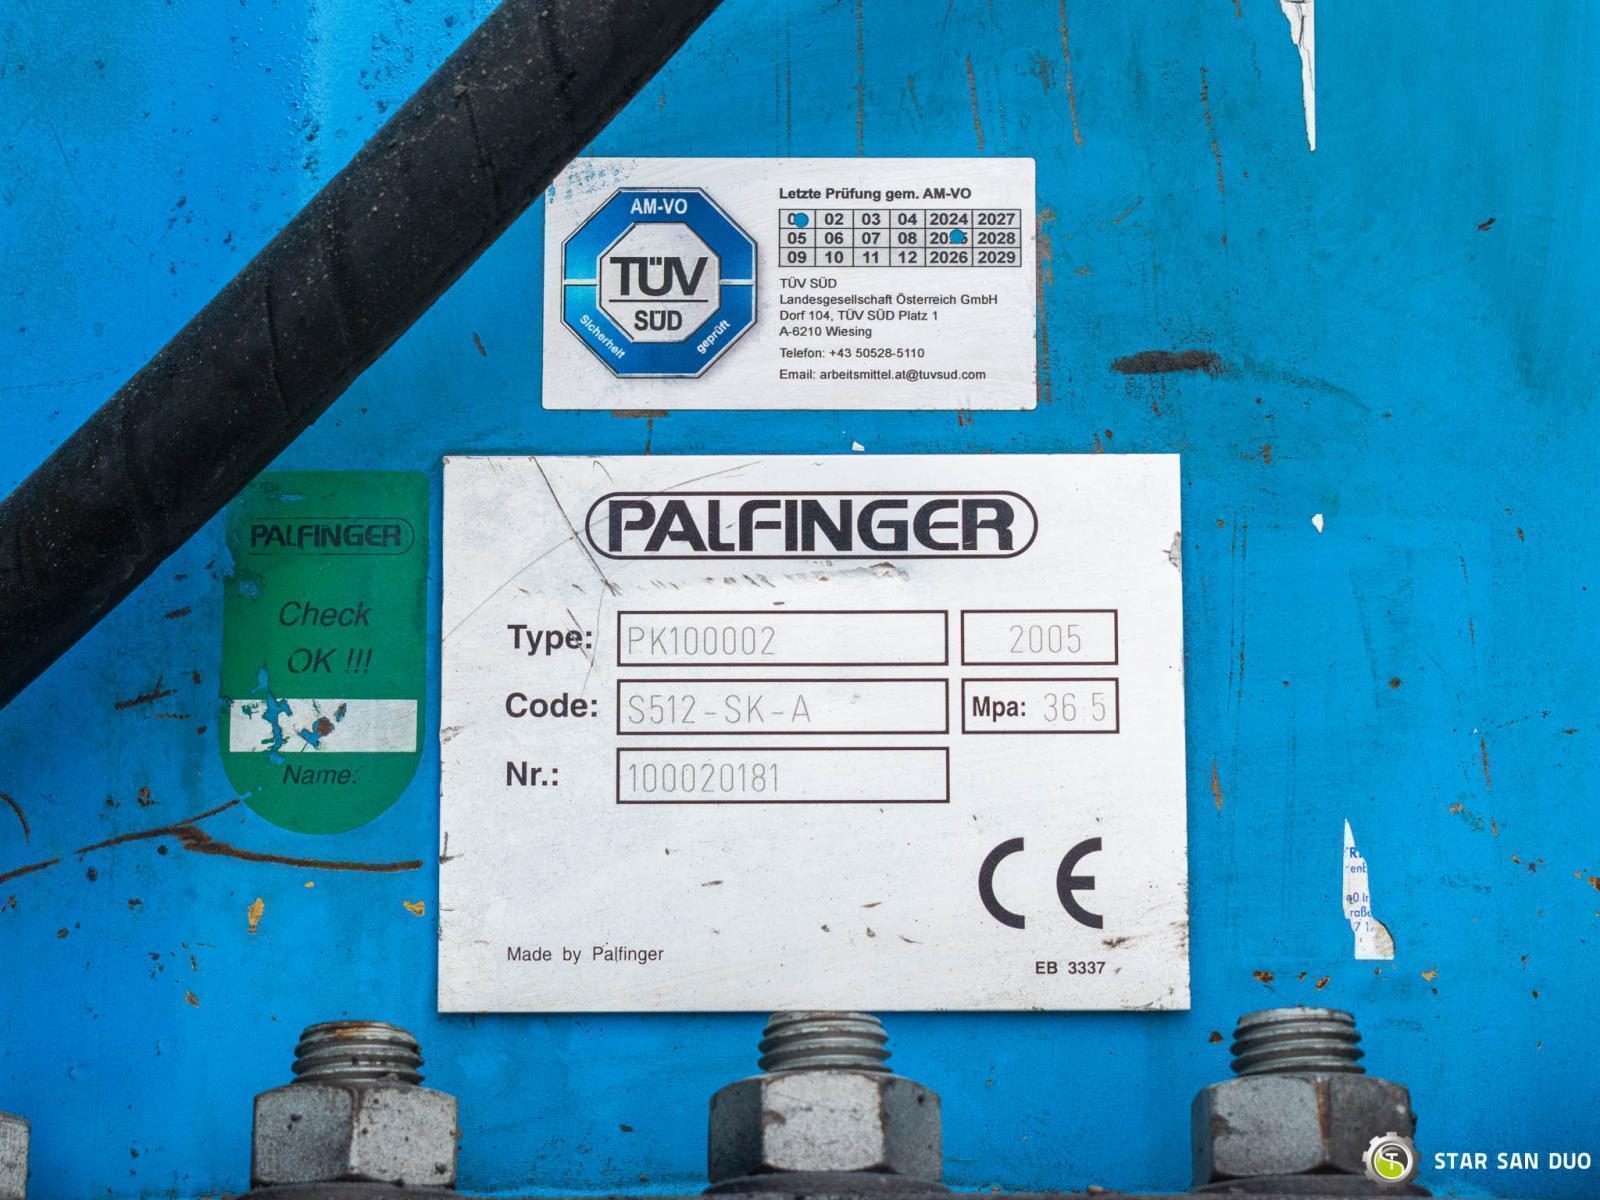 AM-VO
TÜV
SÜD
Sicherheit geprüft
Letzte Prüfung gem. AM-VO
02 03 04 2024 2027
05 06 07 08 2028
09 10 11 12 2026 2029
TÜV SÜD
Landesgesellschaft Österreich GmbH
Dorf 104, TÜV SÜD Platz 1
A-6210 Wiesing
Telefon: +43 50528-5110
Email: arbeitsmittel.at@tuvsud.com
PALFINGER
Check
OK !!!
Name:
PALFINGER
Type: PK100002 2005
Code: S512-SK-A Mpa: 36.5
Nr.: 100020181
CE
Made by Palfinger
EB 3337
STAR SAN DUO